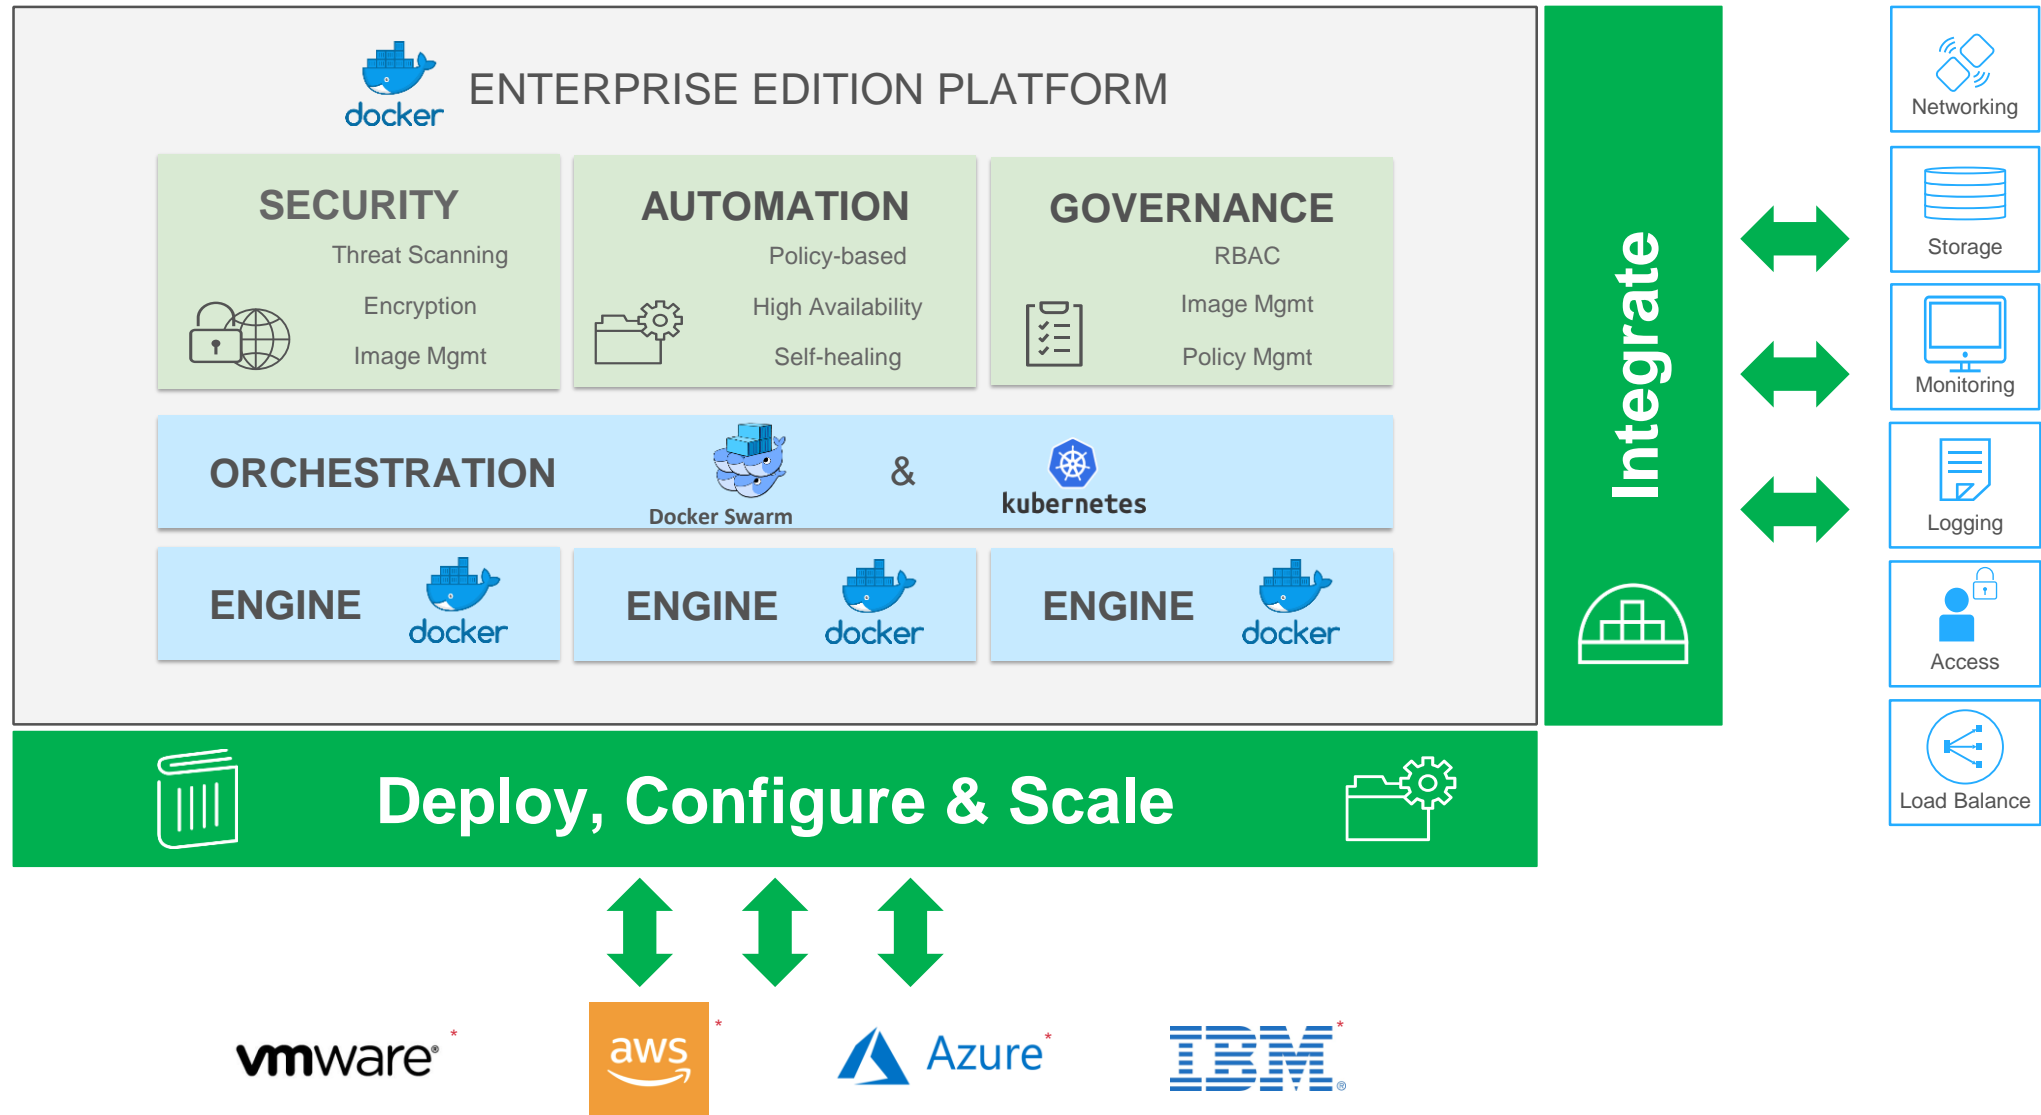 docker ENTERPRISE EDITION PLATFORM
SECURITY
Threat Scanning
Encryption
Image Mgmt
AUTOMATION
Policy-based
High Availability
Self-healing
GOVERNANCE
RBAC
Image Mgmt
Policy Mgmt
ORCHESTRATION
Docker Swarm
&
kubernetes
ENGINE docker
ENGINE docker
ENGINE docker
Integrate
Networking
Storage
Monitoring
Logging
Access
Load Balance
Deploy, Configure & Scale
vmware® *
aws *
Azure *
IBM® *